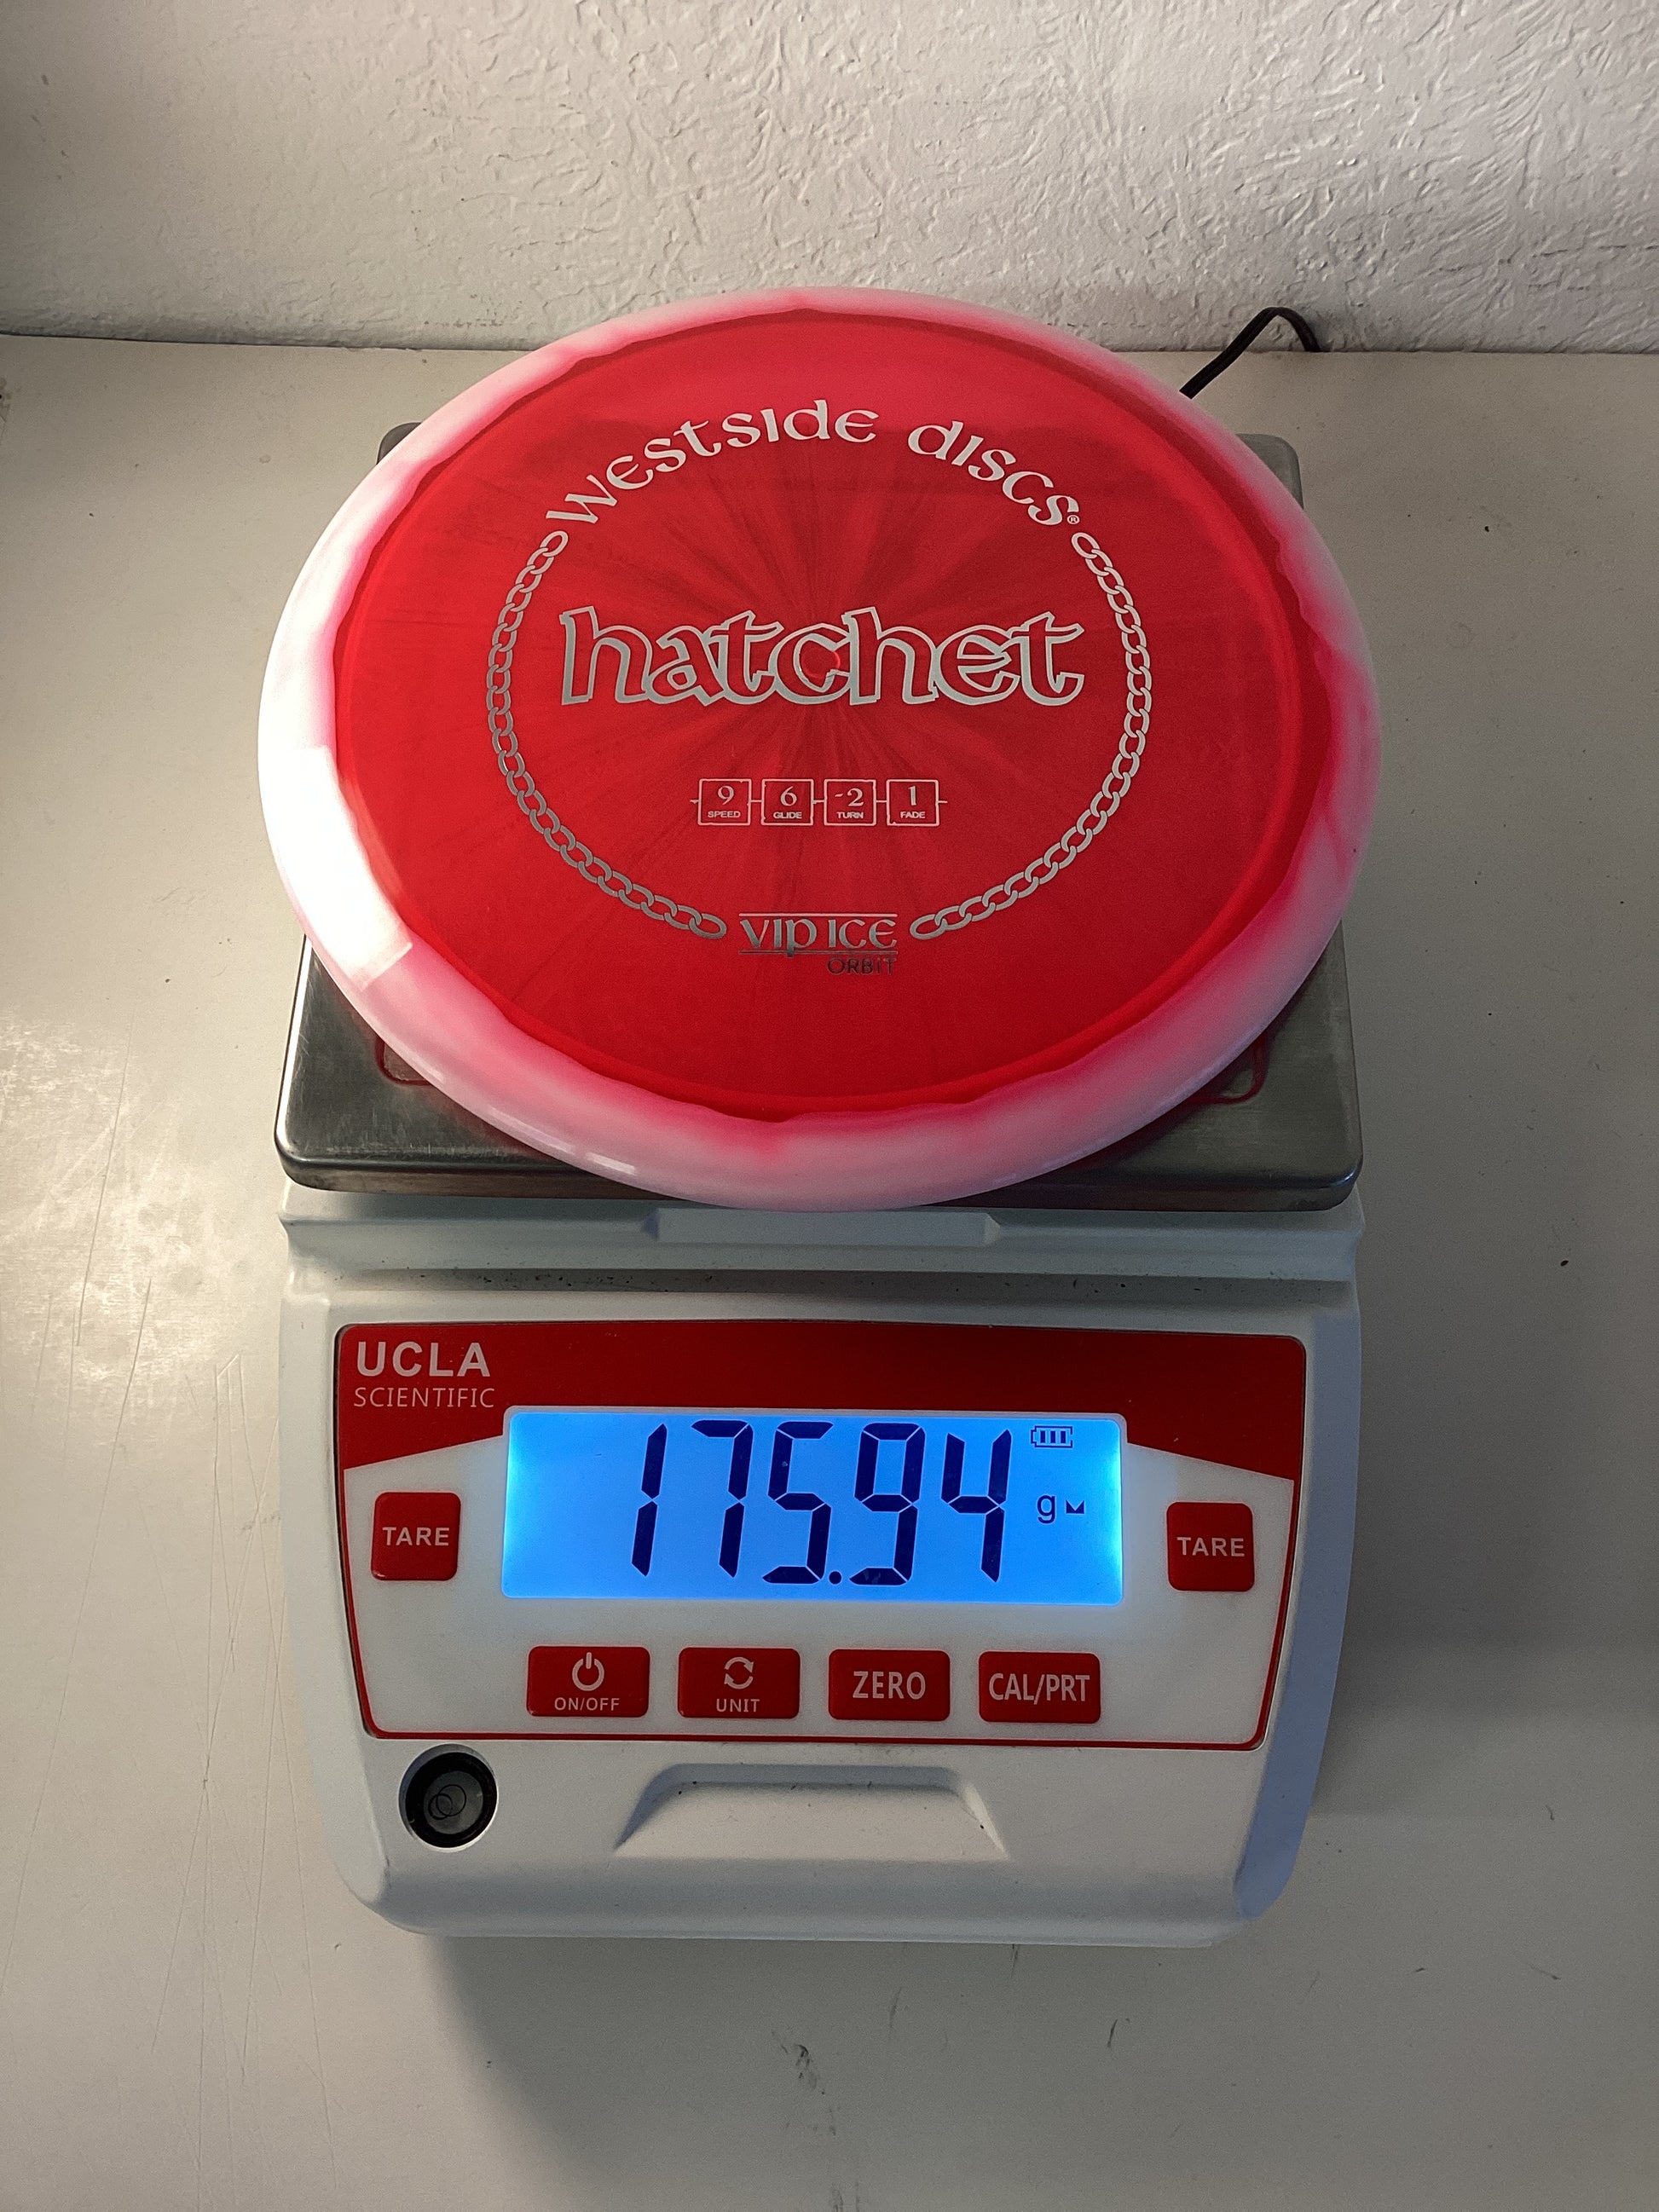 westside discs®
hatchet
9 6 -2 1
SPEED GLIDE TURN FADE
VIP ICE
ORBIT
UCLA
SCIENTIFIC
175.94 g
TARE
TARE
ON/OFF
UNIT
ZERO
CAL/PRT